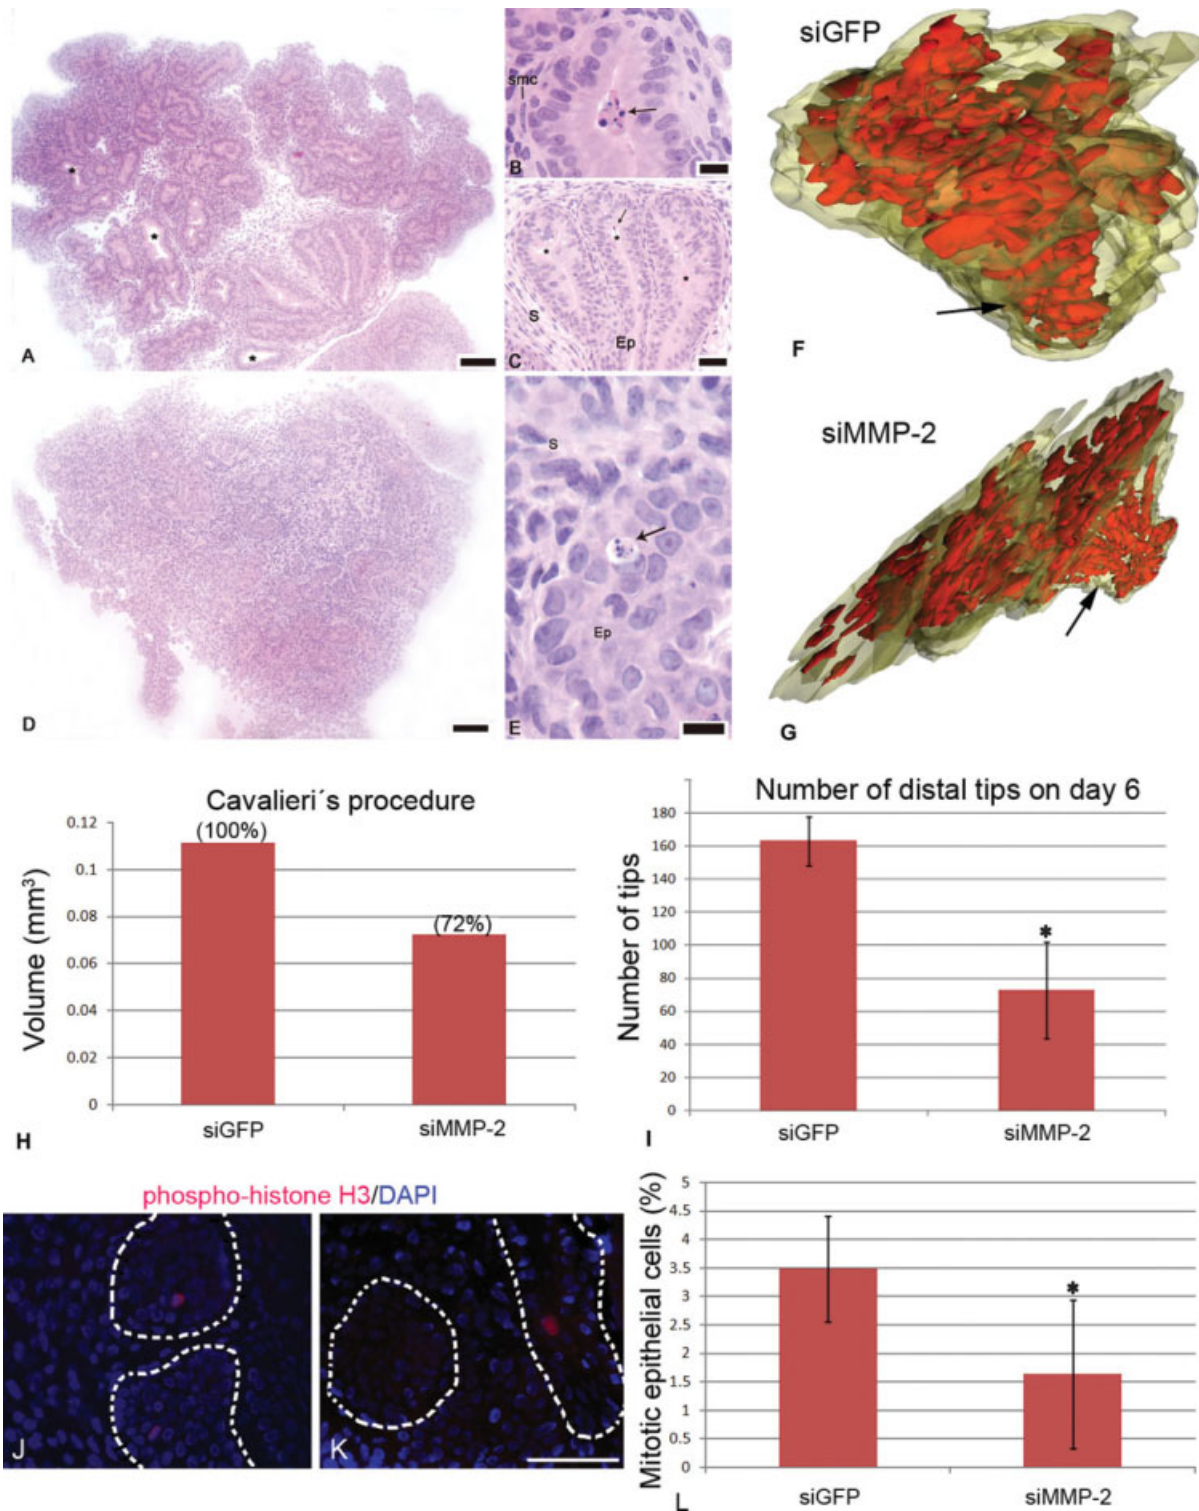 A
smc
B
S
Ep
C
D
S
Ep
E
siGFP
F
siMMP-2
G
Cavalieri´s procedure
Volume (mm³)
0.12
0.1
0.08
0.06
0.04
0.02
0
(100%)
(72%)
siGFP
siMMP-2
H
Number of distal tips on day 6
Number of tips
180
160
140
120
100
80
60
40
20
0
*
siGFP
siMMP-2
I
phospho-histone H3/DAPI
J
K
Mitotic epithelial cells (%)
5
4.5
4
3.5
3
2.5
2
1.5
1
0.5
0
*
siGFP
siMMP-2
L